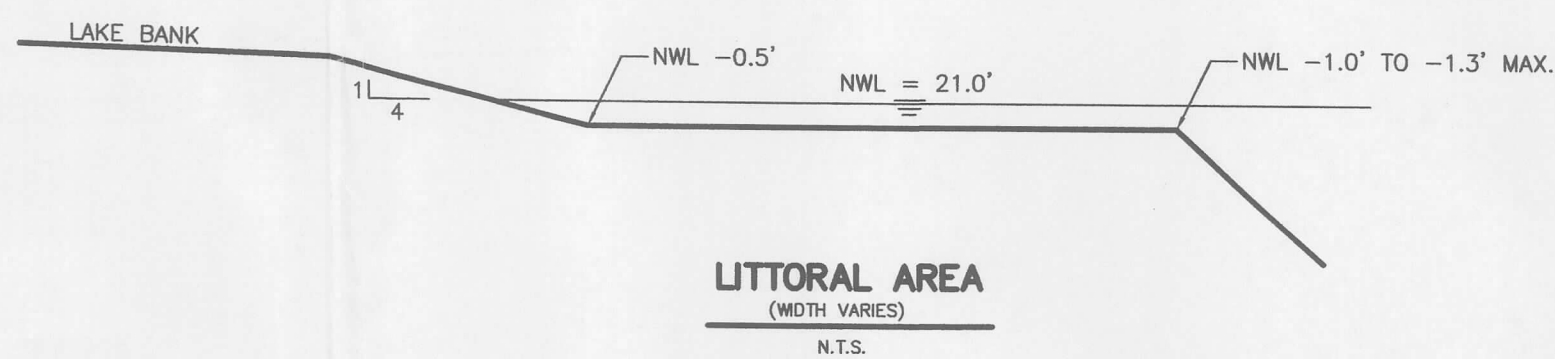 LAKE BANK
NWL -0.5'
NWL = 21.0'
NWL -1.0' TO -1.3' MAX.
1
4
LITTORAL AREA
(WIDTH VARIES)
N.T.S.